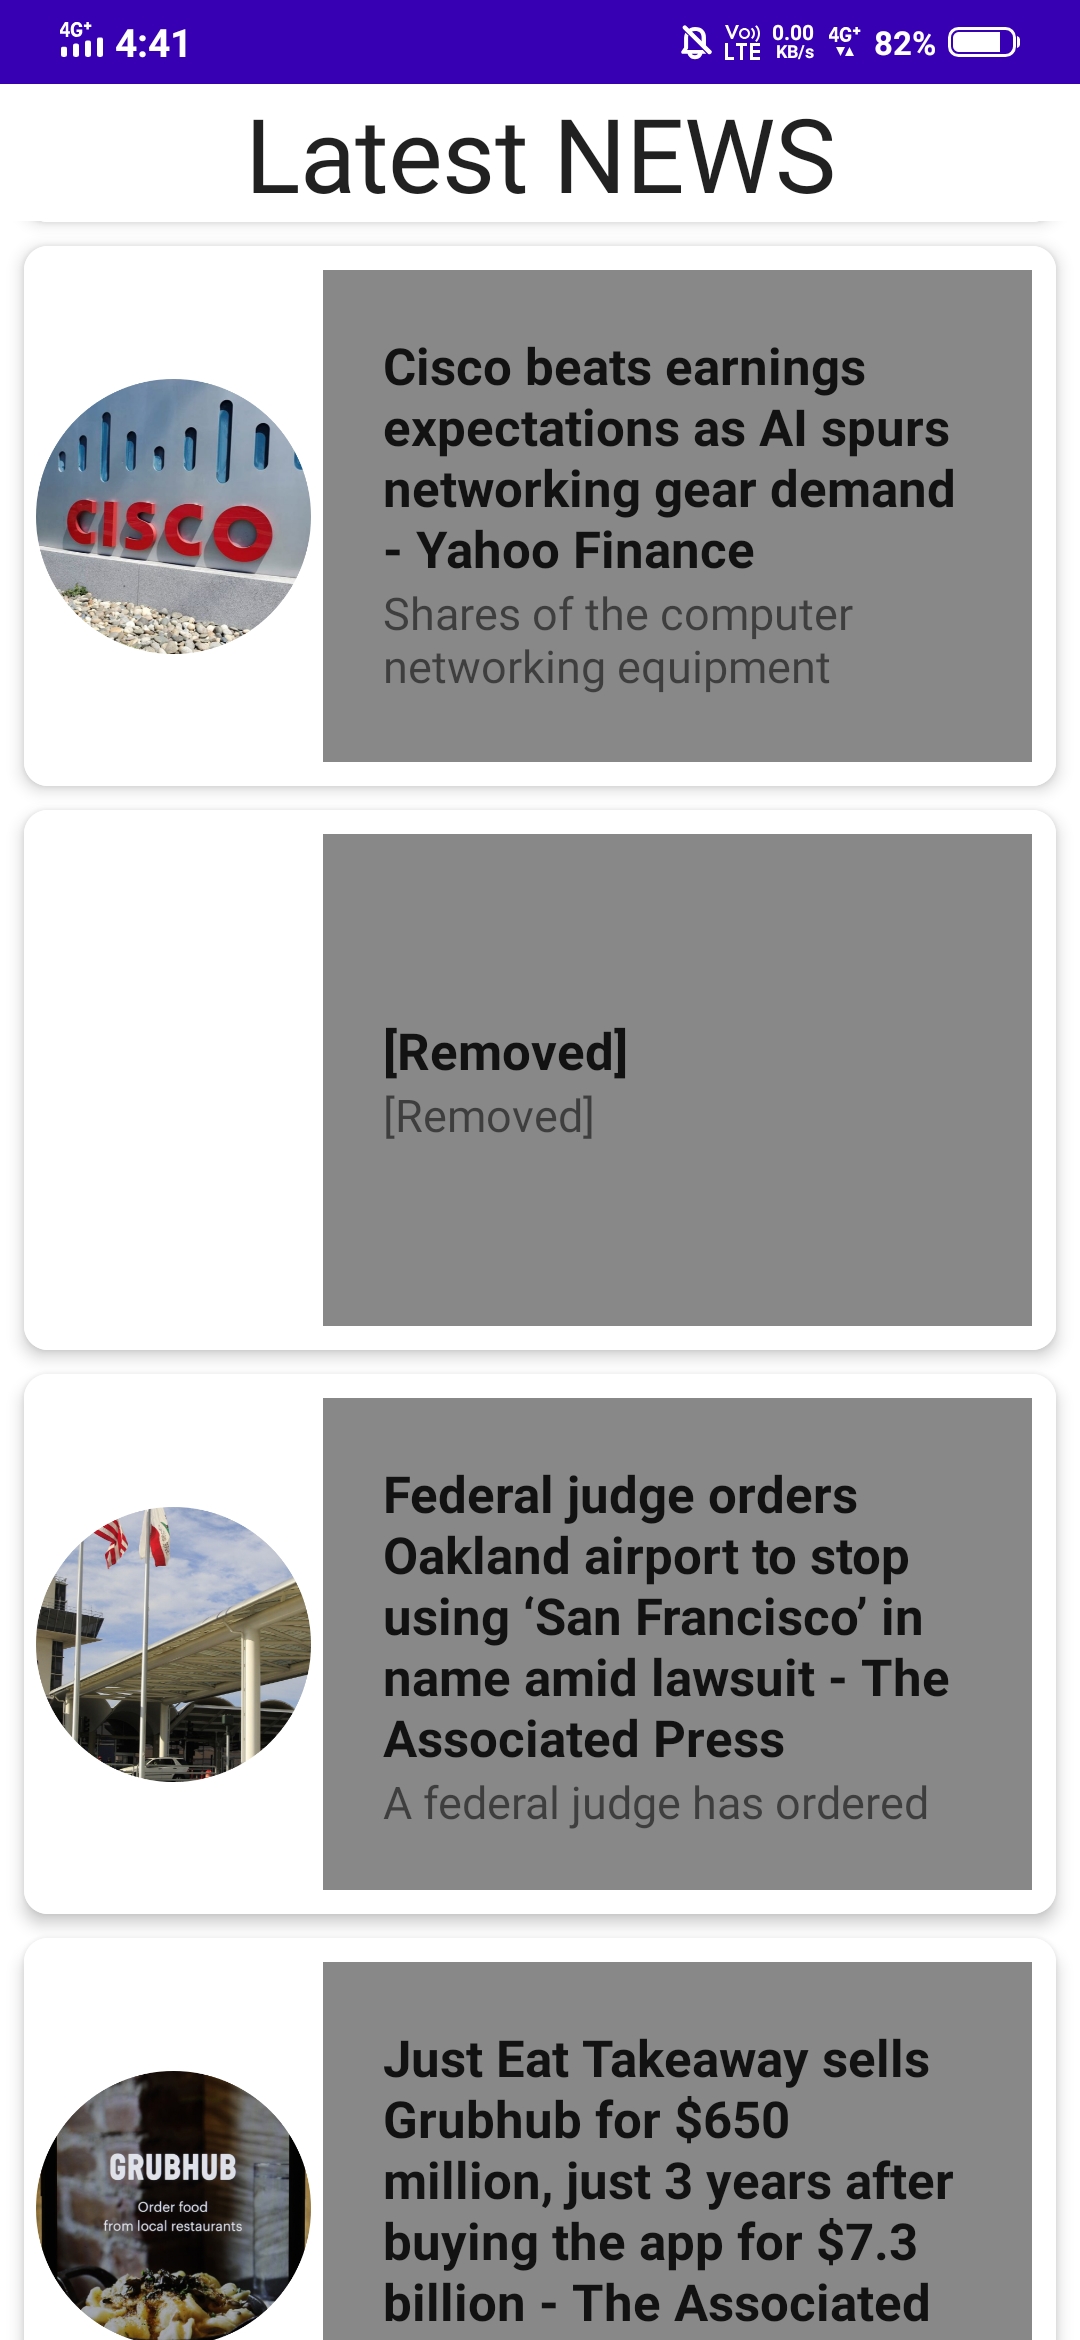 4G+ 4:41 Vo)) LTE 0.00 KB/s 4G+ 82%
Latest NEWS
Cisco beats earnings
expectations as AI spurs
networking gear demand
- Yahoo Finance
Shares of the computer
networking equipment
CISCO
[Removed]
[Removed]
Federal judge orders
Oakland airport to stop
using ‘San Francisco’ in
name amid lawsuit - The
Associated Press
A federal judge has ordered
Just Eat Takeaway sells
Grubhub for $650
million, just 3 years after
buying the app for $7.3
billion - The Associated
GRUBHUB
Order food
from local restaurants